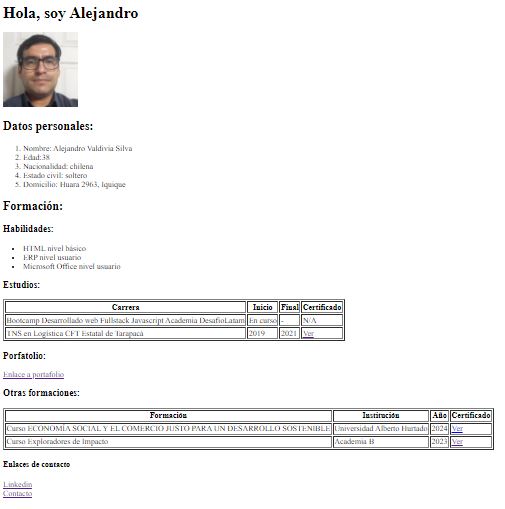 Hola, soy Alejandro
Datos personales:
1. Nombre: Alejandro Valdivia Silva
2. Edad:38
3. Nacionalidad: chilena
4. Estado civil: soltero
5. Domicilio: Huara 2963, Iquique
Formación:
Habilidades:
• HTML nivel básico
• ERP nivel usuario
• Microsoft Office nivel usuario
Estudios:
Carrera Inicio Final Certificado
Bootcamp Desarrollado web Fullstack Javascript Academia DesafioLatam En curso - N/A
TNS en Logística CFT Estatal de Tarapacá 2019 2021 Ver
Porfatolio:
Enlace a portafolio
Otras formaciones:
Formación Institución Año Certificado
Curso ECONOMÍA SOCIAL Y EL COMERCIO JUSTO PARA UN DESARROLLO SOSTENIBLE Universidad Alberto Hurtado 2024 Ver
Curso Exploradores de Impacto Academia B 2023 Ver
Enlaces de contacto
Linkedin
Contacto